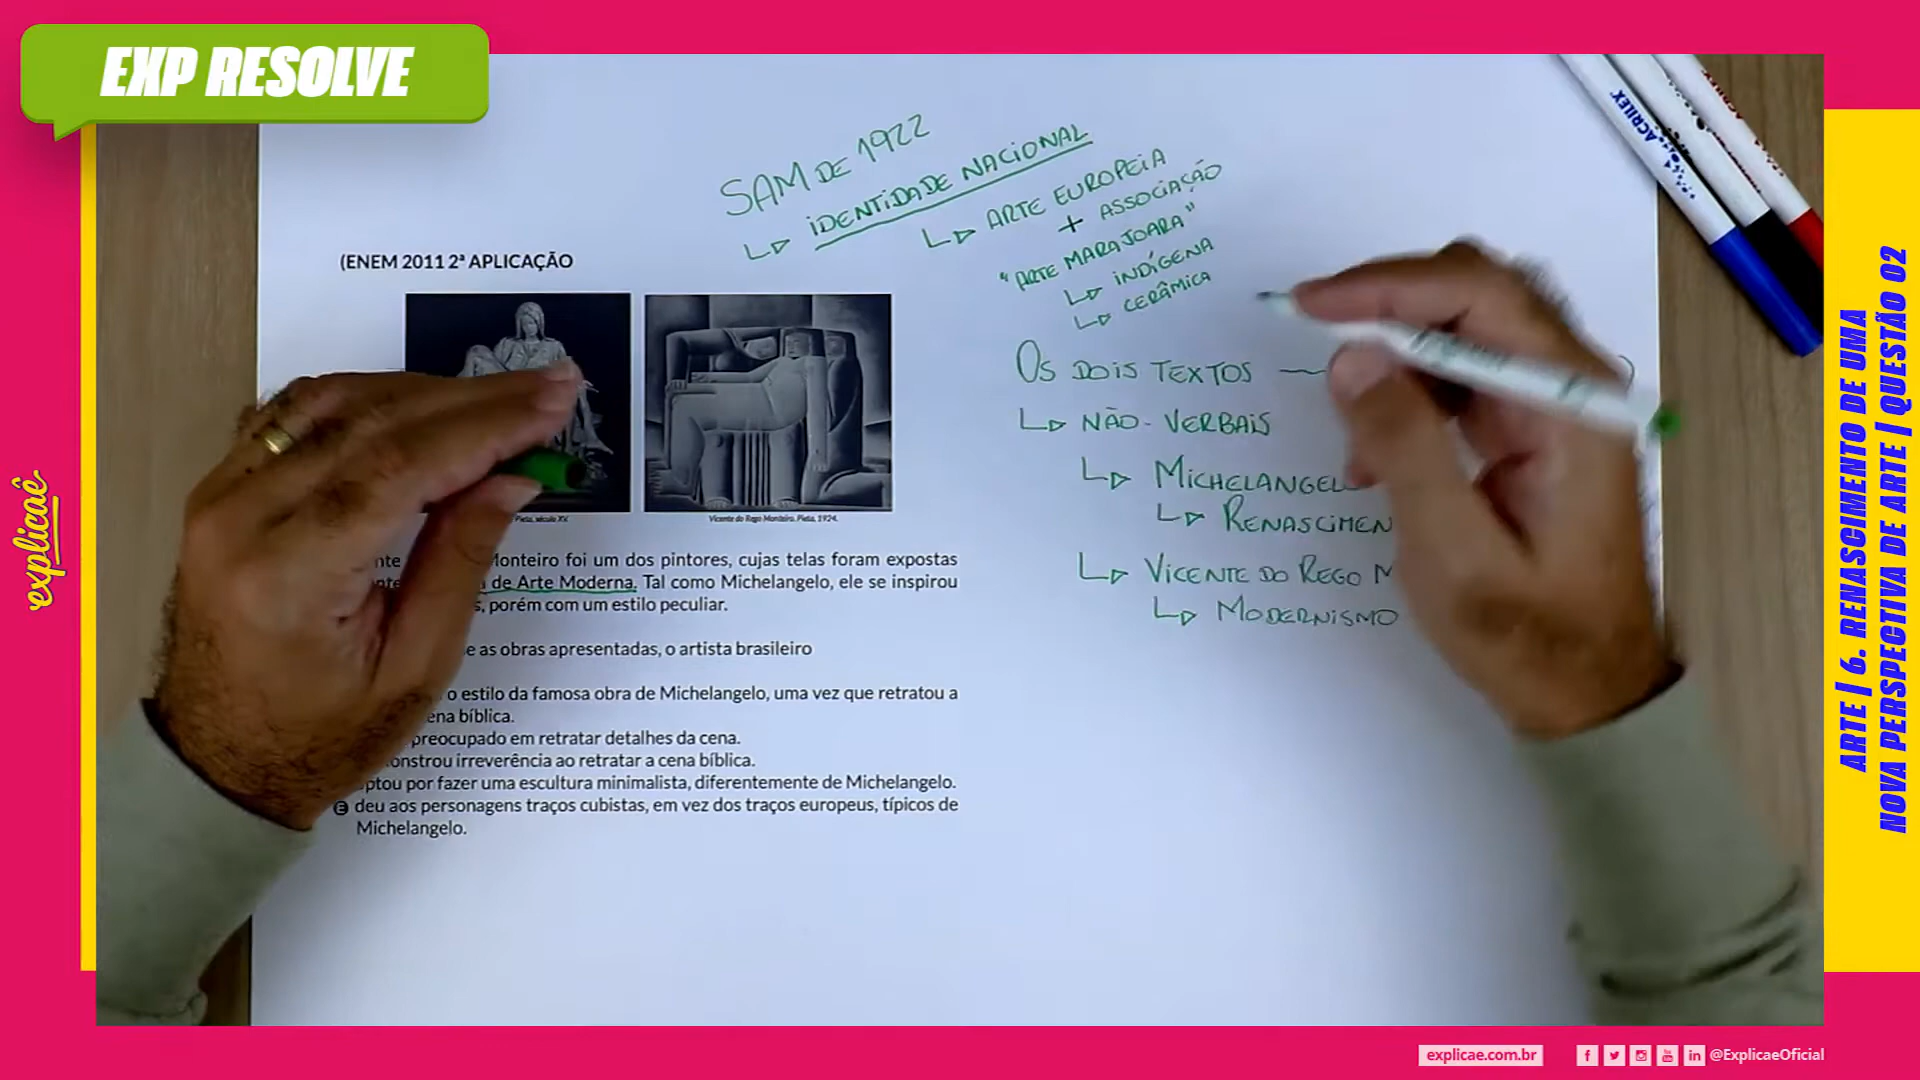 EXP RESOLVE
SAM DE 1922
IDENTIDADE NACIONAL
ARTE EUROPEIA
+ ASSOCIAÇÃO
"ARTE MARAJOARA"
INDÍGENA
CERÂMICA
(ENEM 2011 2ª APLICAÇÃO
Pieta, século XV.
Vicente do Rego Monteiro. Pieta, 1924.
Monteiro foi um dos pintores, cujas telas foram expostas
de Arte Moderna. Tal como Michelangelo, ele se inspirou
porém com um estilo peculiar.
as obras apresentadas, o artista brasileiro
o estilo da famosa obra de Michelangelo, uma vez que retratou a
bíblica.
preocupado em retratar detalhes da cena.
irreverência ao retratar a cena bíblica.
por fazer uma escultura minimalista, diferentemente de Michelangelo.
E deu aos personagens traços cubistas, em vez dos traços europeus, típicos de
Michelangelo.
OS DOIS TEXTOS
NÃO-VERBAIS
MICHELANGEL
RENASCIMEN
VICENTE DO REGO M
MODERNISMO
ACRILEX
ACRILEX
explicaê
ARTE | 6. RENASCIMENTO DE UMA
NOVA PERSPECTIVA DE ARTE | QUESTÃO 02
explicae.com.br
@ExplicaeOficial